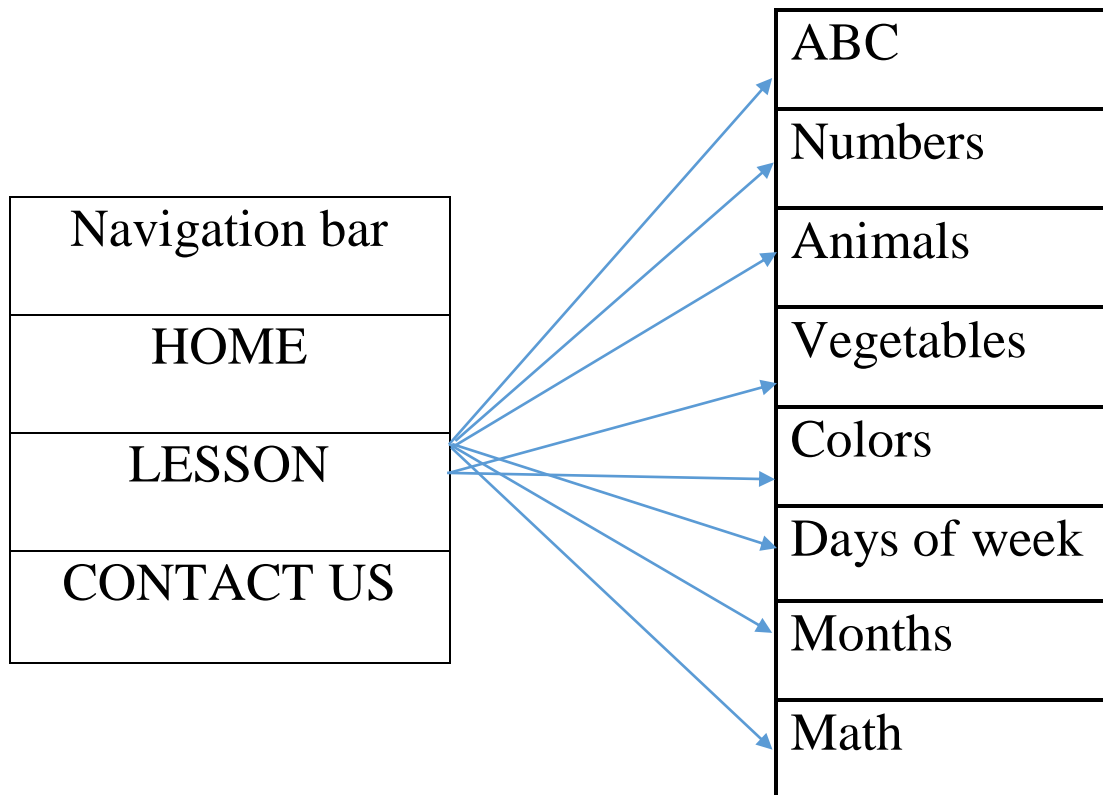 Navigation bar
HOME
LESSON
CONTACT US
ABC
Numbers
Animals
Vegetables
Colors
Days of week
Months
Math